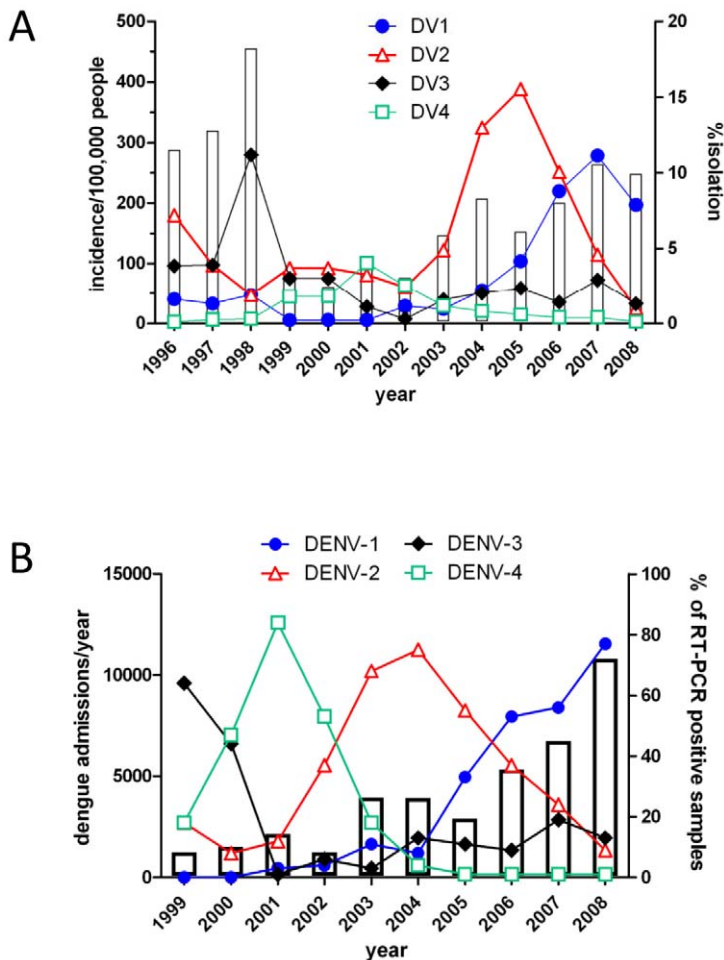 A
DV1
DV2
DV3
DV4
incidence/100,000 people
500
400
300
200
100
0
20
15
10
5
0
%isolation
1996 1997 1998 1999 2000 2001 2002 2003 2004 2005 2006 2007 2008
year
B
DENV-1 DENV-3
DENV-2 DENV-4
dengue admissions/year
15000
10000
5000
0
100
80
60
40
20
0
% of RT-PCR positive samples
1999 2000 2001 2002 2003 2004 2005 2006 2007 2008
year